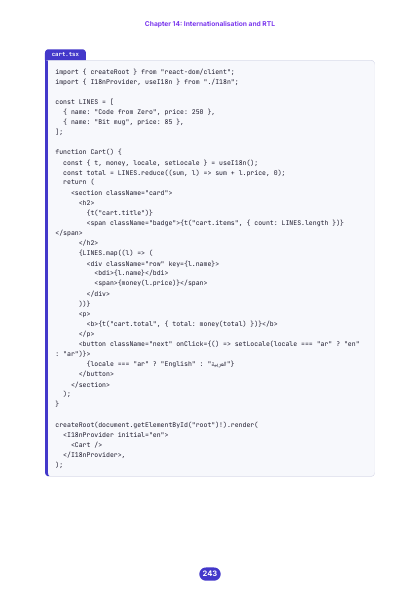 Chapter 14: Internationalisation and RTL
cart.tsx
import { createRoot } from "react-dom/client";
import { I18nProvider, useI18n } from "./I18n";

const LINES = [
  { name: "Code from Zero", price: 250 },
  { name: "Bit mug", price: 85 },
];

function Cart() {
  const { t, money, locale, setLocale } = useI18n();
  const total = LINES.reduce((sum, l) => sum + l.price, 0);
  return (
    <section className="card">
      <h2>
        {t("cart.title")}
        <span className="badge">{t("cart.items", { count: LINES.length })}
</span>
      </h2>
      {LINES.map((l) => (
        <div className="row" key={l.name}>
          <bdi>{l.name}</bdi>
          <span>{money(l.price)}</span>
        </div>
      ))}
      <p>
        <b>{t("cart.total", { total: money(total) })}</b>
      </p>
      <button className="next" onClick={() => setLocale(locale === "ar" ? "en"
: "ar")}>
        {locale === "ar" ? "English" : "العربية"}
      </button>
    </section>
  );
}

createRoot(document.getElementById("root")!).render(
  <I18nProvider initial="en">
    <Cart />
  </I18nProvider>,
);
243